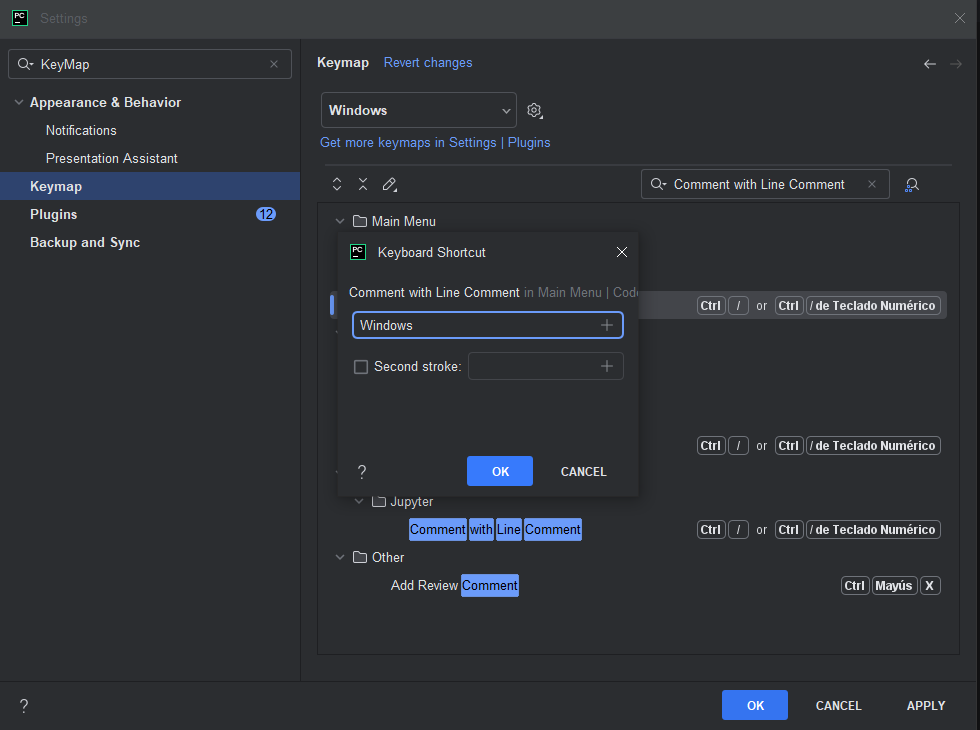 PC Settings
KeyMap
Appearance & Behavior
Notifications
Presentation Assistant
Keymap
Plugins 12
Backup and Sync
Keymap Revert changes
Windows
Get more keymaps in Settings | Plugins
Comment with Line Comment
Main Menu
PC Keyboard Shortcut
Comment with Line Comment in Main Menu | Code
Ctrl / or Ctrl / de Teclado Numérico
Windows
Second stroke:
Ctrl / or Ctrl / de Teclado Numérico
? OK CANCEL
Jupyter
Comment with Line Comment Ctrl / or Ctrl / de Teclado Numérico
Other
Add Review Comment Ctrl Mayús X
? OK CANCEL APPLY